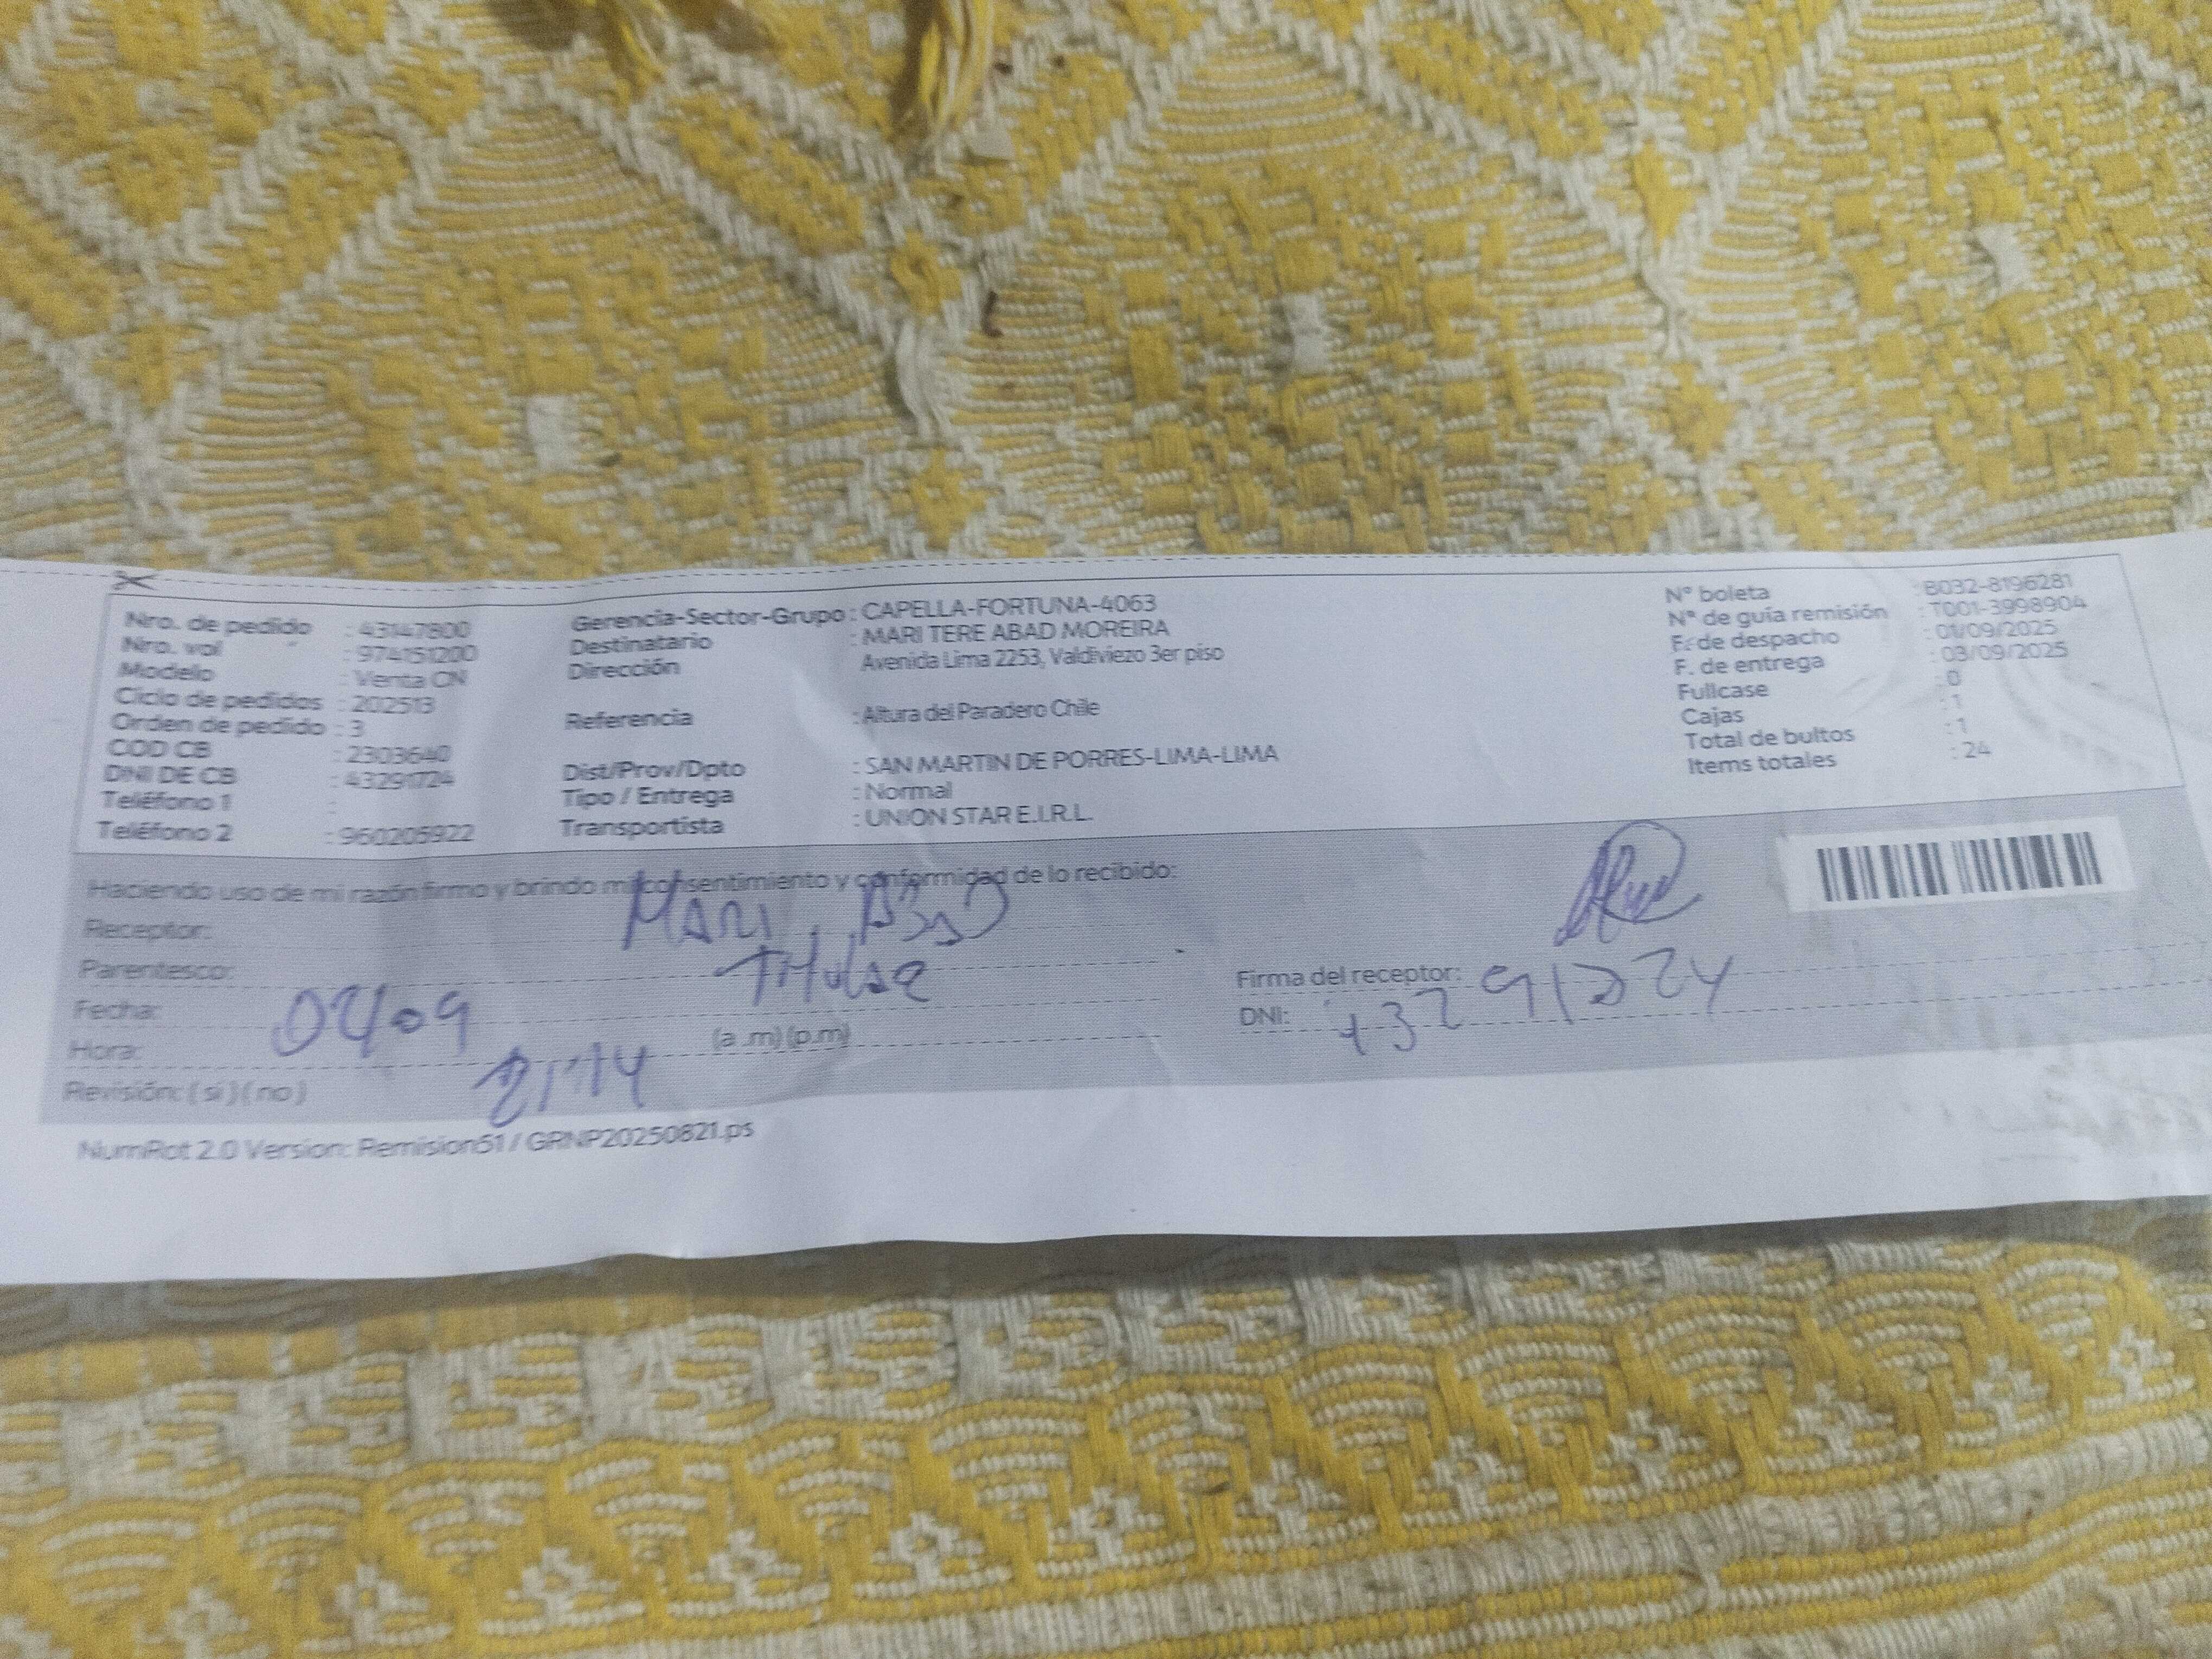 Nro. de pedido : 43147800
Nro. vol : 974151200
Modelo : Venta CN
Ciclo de pedidos : 202513
Orden de pedido : 3
COD CB : 2303640
DNI DE CB : 43291724
Teléfono 1 :
Teléfono 2 : 960205922
Gerencia-Sector-Grupo : CAPELLA-FORTUNA-4063
Destinatario : MARI TERE ABAD MOREIRA
Dirección Avenida Lima 2253, Valdiviezo 3er piso
Referencia : Altura del Paradero Chile
Dist/Prov/Dpto : SAN MARTIN DE PORRES-LIMA-LIMA
Tipo / Entrega : Normal
Transportista : UNION STAR E.I.R.L.
N° boleta : B032-8196281
N° de guía remisión : T001-3998904
F. de despacho : 01/09/2025
F. de entrega : 03/09/2025
Fullcase : 0
Cajas : 1
Total de bultos : 1
Items totales : 24
Haciendo uso de mi razón firmo y brindo mi consentimiento y conformidad de lo recibido:
Receptor: MARI ABAD
Parentesco: Titular
Fecha: 02/09
Hora: (a .m) (p.m)
Revisión: ( si ) ( no )
Firma del receptor:
DNI:
NumRot 2.0 Version: Remision51 / GRNP20250821.ps